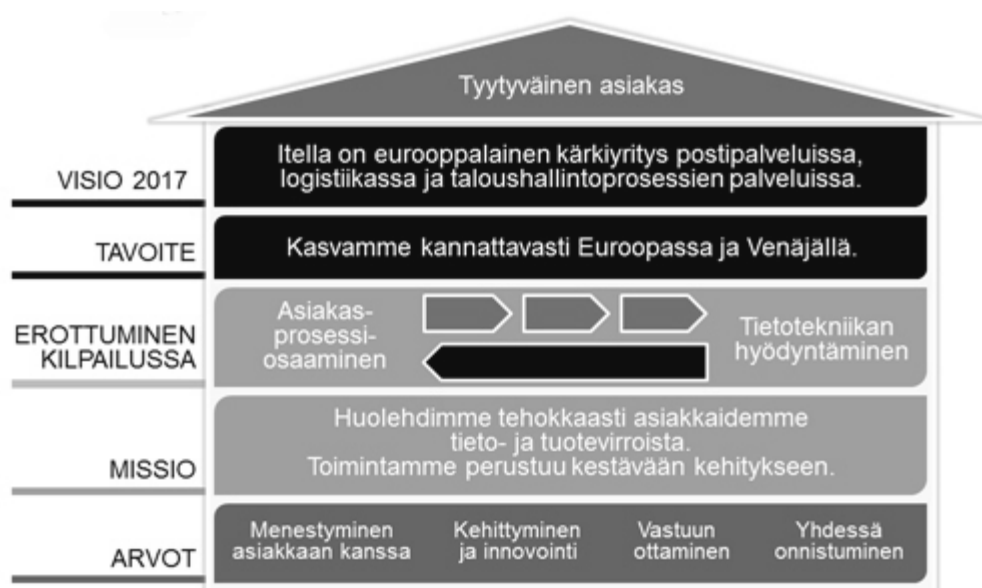 Tyytyväinen asiakas
VISIO 2017
Itella on eurooppalainen kärkiyritys postipalveluissa,
logistiikassa ja taloushallintoprosessien palveluissa.
TAVOITE
Kasvamme kannattavasti Euroopassa ja Venäjällä.
EROTTUMINEN
KILPAILUSSA
Asiakas-
prosessi-
osaaminen
Tietotekniikan
hyödyntäminen
MISSIO
Huolehdimme tehokkaasti asiakkaidemme
tieto- ja tuotevirroista.
Toimintamme perustuu kestävään kehitykseen.
ARVOT
Menestyminen
asiakkaan kanssa
Kehittyminen
ja innovointi
Vastuun
ottaminen
Yhdessä
onnistuminen